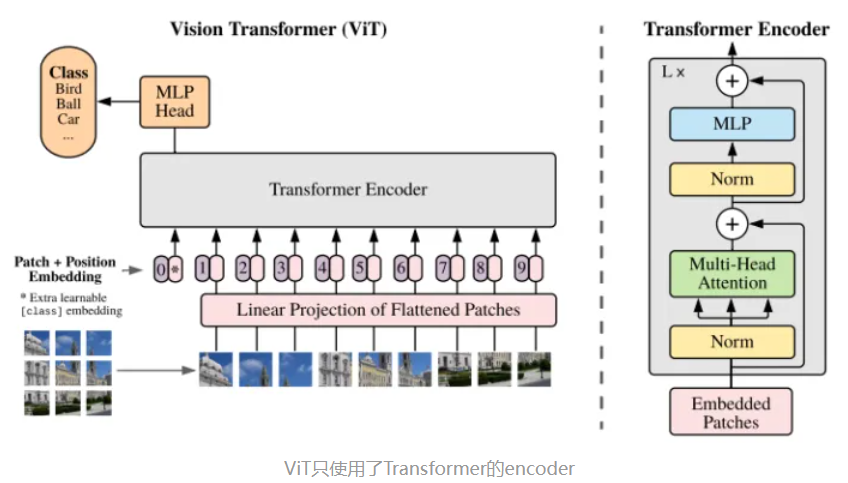 Vision Transformer (ViT)
Class
Bird
Ball
Car
...
MLP
Head
Transformer Encoder
Patch + Position
Embedding
0 * 1 2 3 4 5 6 7 8 9
* Extra learnable
[class] embedding
Linear Projection of Flattened Patches
Transformer Encoder
L ×
+
MLP
Norm
+
Multi-Head
Attention
Norm
Embedded
Patches
ViT只使用了Transformer的encoder